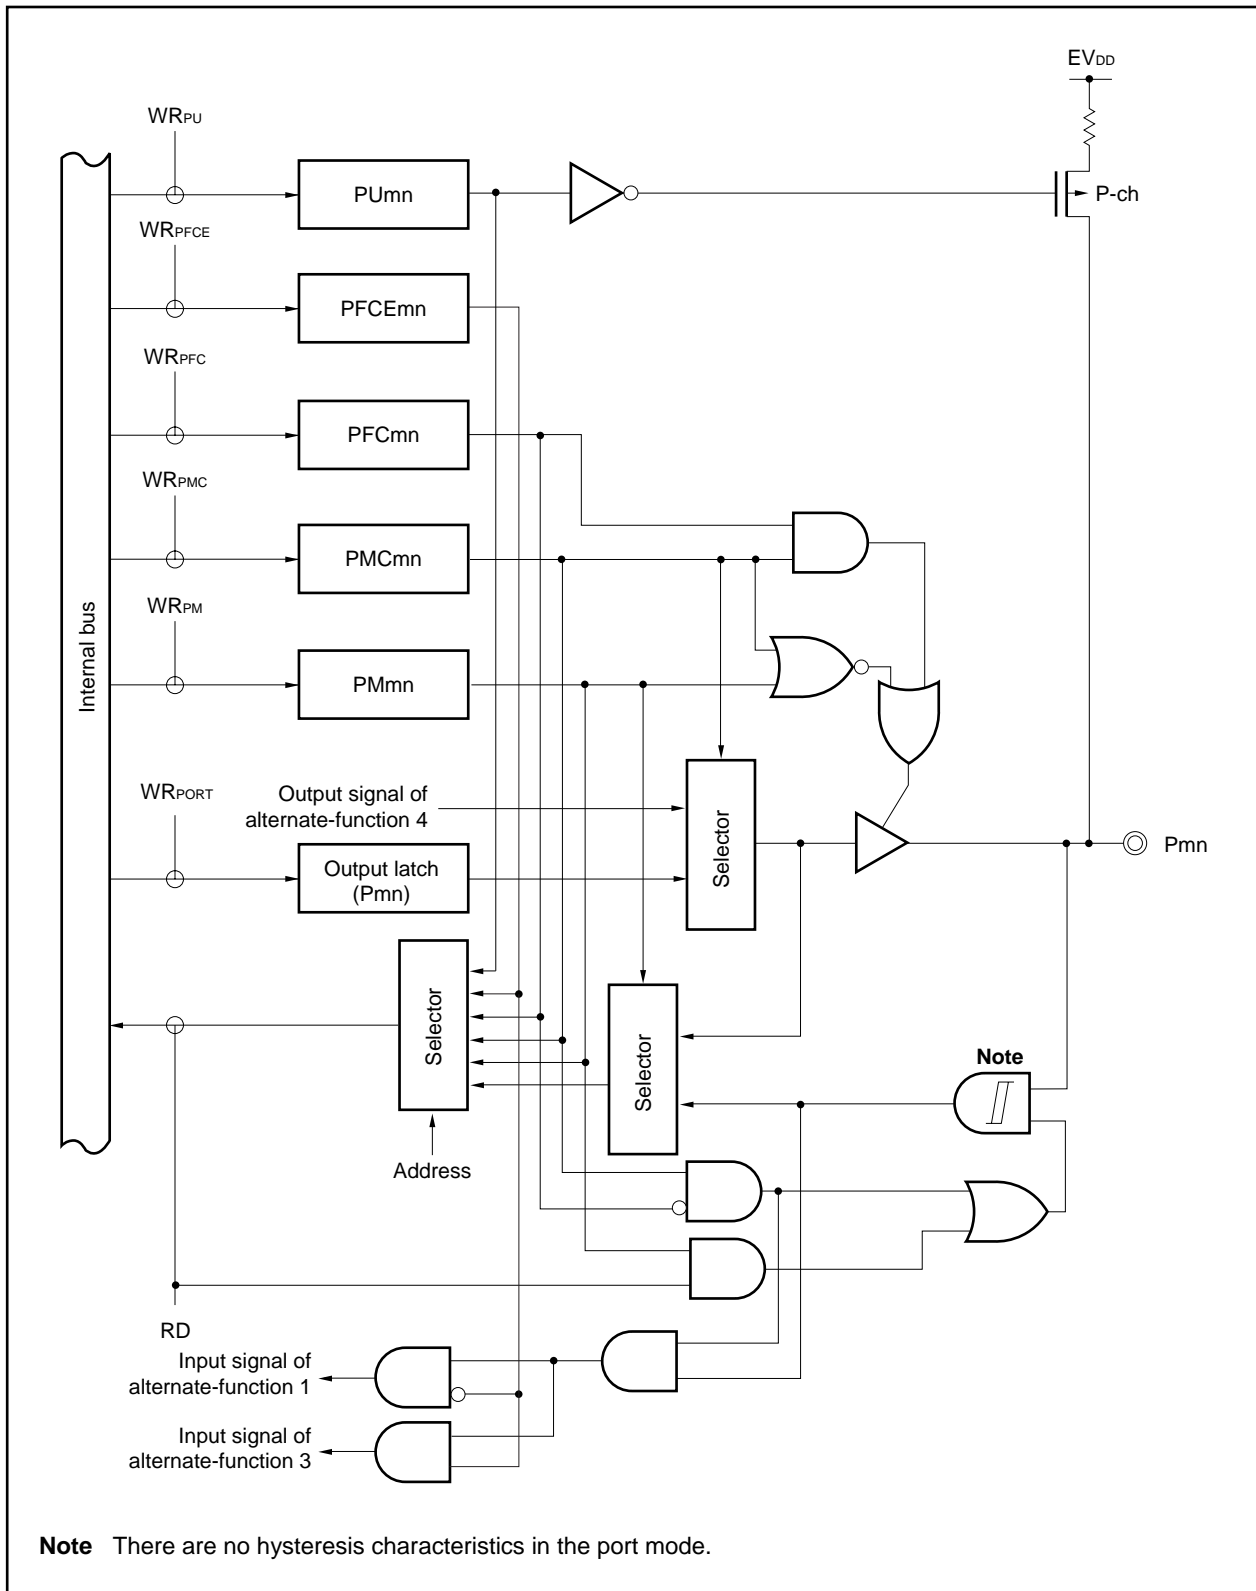 EVDD
WRPU
PUmn
P-ch
WRPFCE
PFCEmn
WRPFC
PFCmn
WRPMC
PMCmn
WRPM
PMmn
Internal bus
WRPORT
Output signal of
alternate-function 4
Output latch
(Pmn)
Selector
Pmn
Selector
Selector
Note
Address
RD
Input signal of
alternate-function 1
Input signal of
alternate-function 3
Note There are no hysteresis characteristics in the port mode.